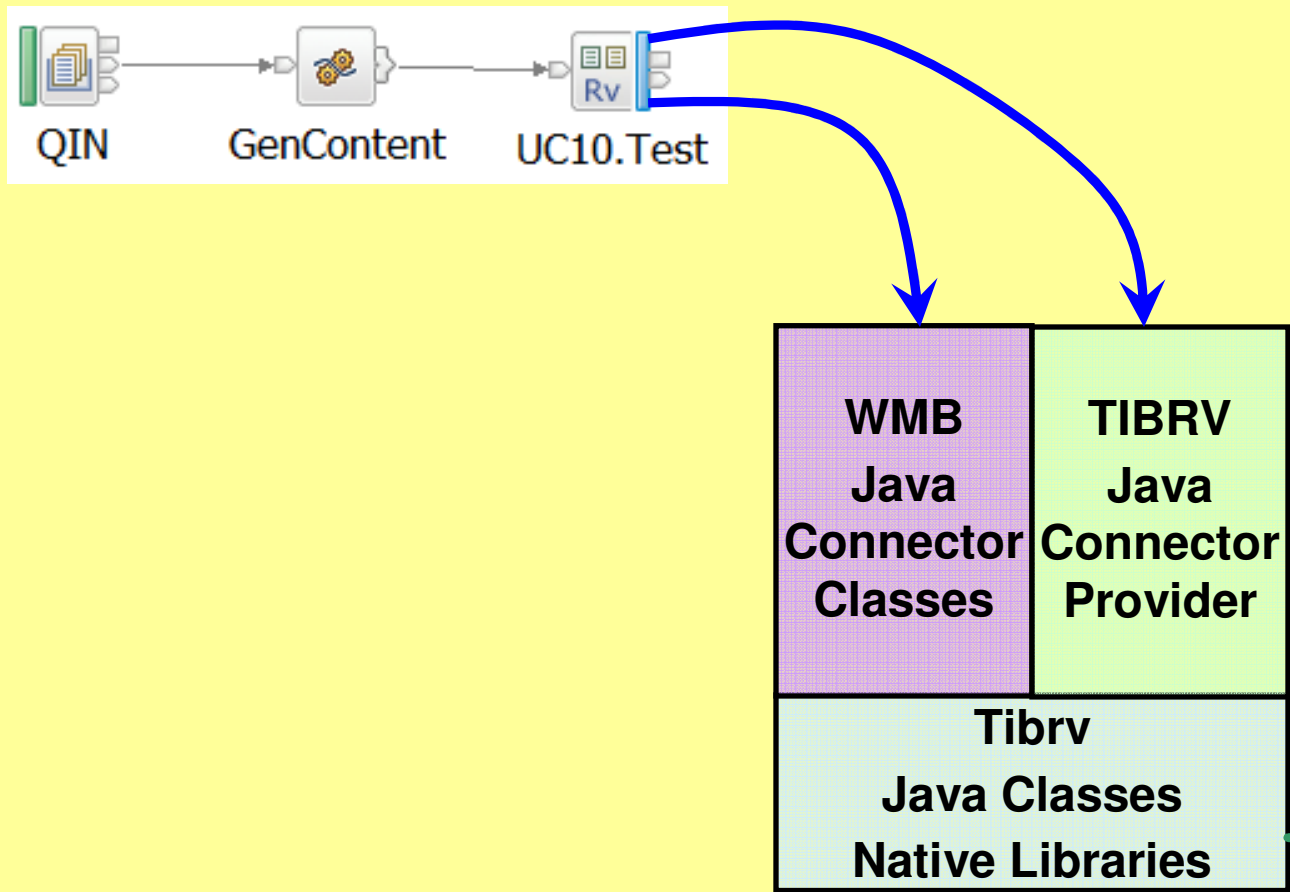 Rv
QIN
GenContent
UC10.Test
WMB
Java
Connector
Classes
TIBRV
Java
Connector
Provider
Tibrv
Java Classes
Native Libraries